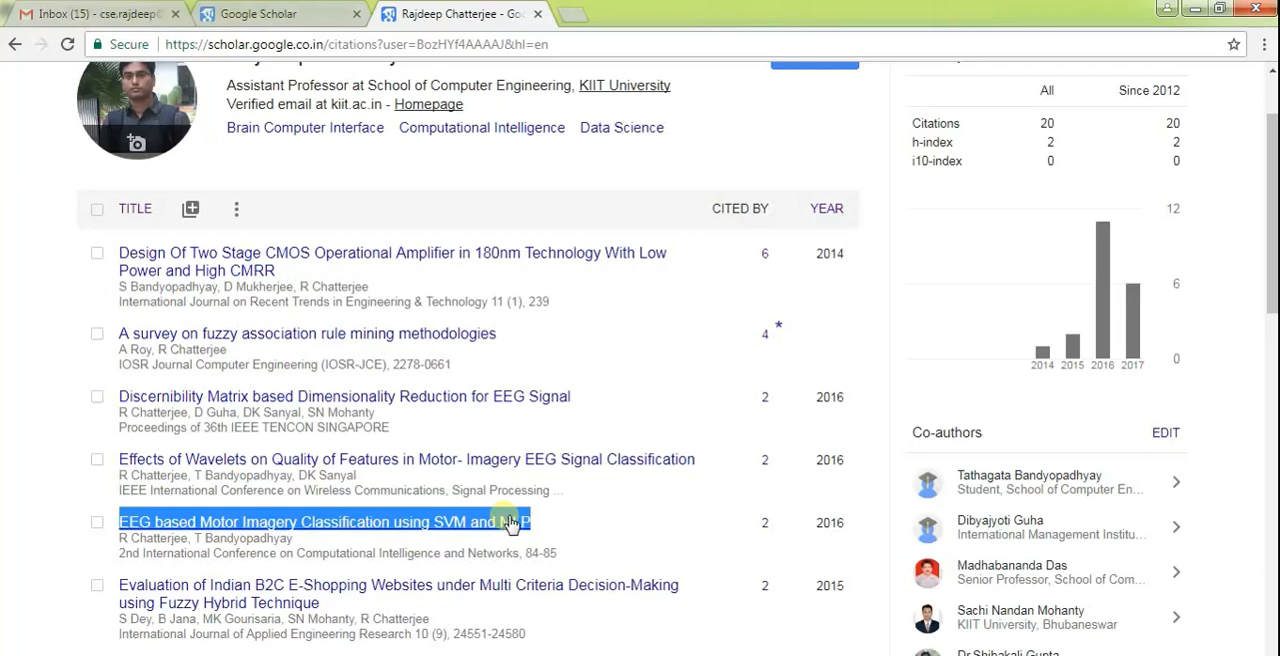 Inbox (15) - cse.rajdeep@
Google Scholar
Rajdeep Chatterjee - Goo
Secure
https://scholar.google.co.in/citations?user=BozHYf4AAAAJ&hl=en
Assistant Professor at School of Computer Engineering, KIIT University
Verified email at kiit.ac.in - Homepage
Brain Computer Interface Computational Intelligence Data Science
All Since 2012
Citations 20 20
h-index 2 2
i10-index 0 0
TITLE CITED BY YEAR
Design Of Two Stage CMOS Operational Amplifier in 180nm Technology With Low 6 2014
Power and High CMRR
S Bandyopadhyay, D Mukherjee, R Chatterjee
International Journal on Recent Trends in Engineering & Technology 11 (1), 239
A survey on fuzzy association rule mining methodologies 4 *
A Roy, R Chatterjee
IOSR Journal Computer Engineering (IOSR-JCE), 2278-0661
Discernibility Matrix based Dimensionality Reduction for EEG Signal 2 2016
R Chatterjee, D Guha, DK Sanyal, SN Mohanty
Proceedings of 36th IEEE TENCON SINGAPORE
Effects of Wavelets on Quality of Features in Motor- Imagery EEG Signal Classification 2 2016
R Chatterjee, T Bandyopadhyay, DK Sanyal
IEEE International Conference on Wireless Communications, Signal Processing ...
EEG based Motor Imagery Classification using SVM and 2 2016
R Chatterjee, T Bandyopadhyay
2nd International Conference on Computational Intelligence and Networks, 84-85
Evaluation of Indian B2C E-Shopping Websites under Multi Criteria Decision-Making 2 2015
using Fuzzy Hybrid Technique
S Dey, B Jana, MK Gourisaria, SN Mohanty, R Chatterjee
International Journal of Applied Engineering Research 10 (9), 24551-24580
12
6
0
2014 2015 2016 2017
Co-authors EDIT
Tathagata Bandyopadhyay
Student, School of Computer En...
Dibyajyoti Guha
International Management Institu...
Madhabananda Das
Senior Professor, School of Com...
Sachi Nandan Mohanty
KIIT University, Bhubaneswar